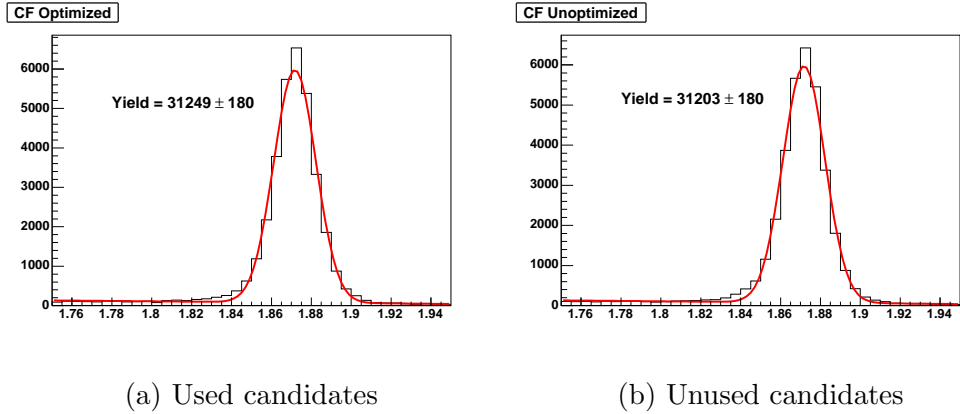 CF Optimized
Yield = 31249 ± 180
6000
5000
4000
3000
2000
1000
0
1.76 1.78 1.8 1.82 1.84 1.86 1.88 1.9 1.92 1.94
(a) Used candidates
CF Unoptimized
Yield = 31203 ± 180
6000
5000
4000
3000
2000
1000
0
1.76 1.78 1.8 1.82 1.84 1.86 1.88 1.9 1.92 1.94
(b) Unused candidates